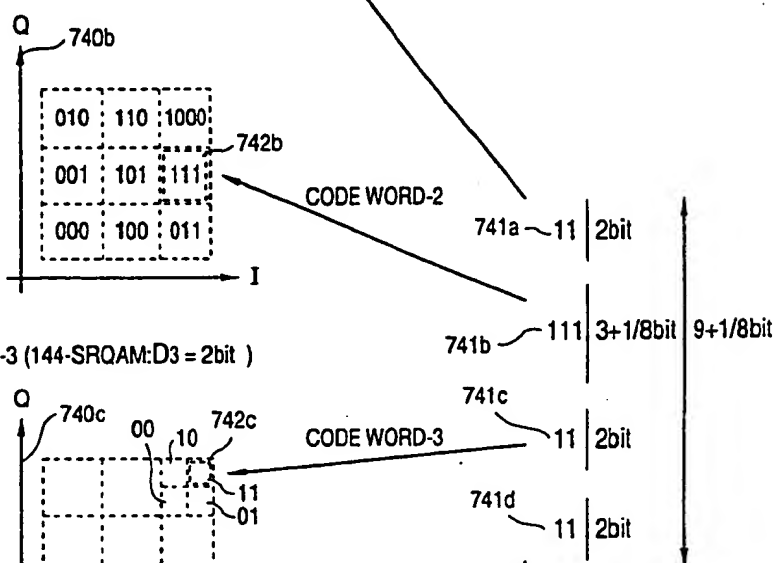 Q
740b
010 110 1000
742b
001 101 111
CODE WORD-2
000 100 011
741a 11 2bit
I
741b 111 3+1/8bit 9+1/8bit
-3 (144-SRQAM:D3 = 2bit )
Q
740c
00 10 742c
741c
CODE WORD-3
11 2bit
11
01
741d
11 2bit